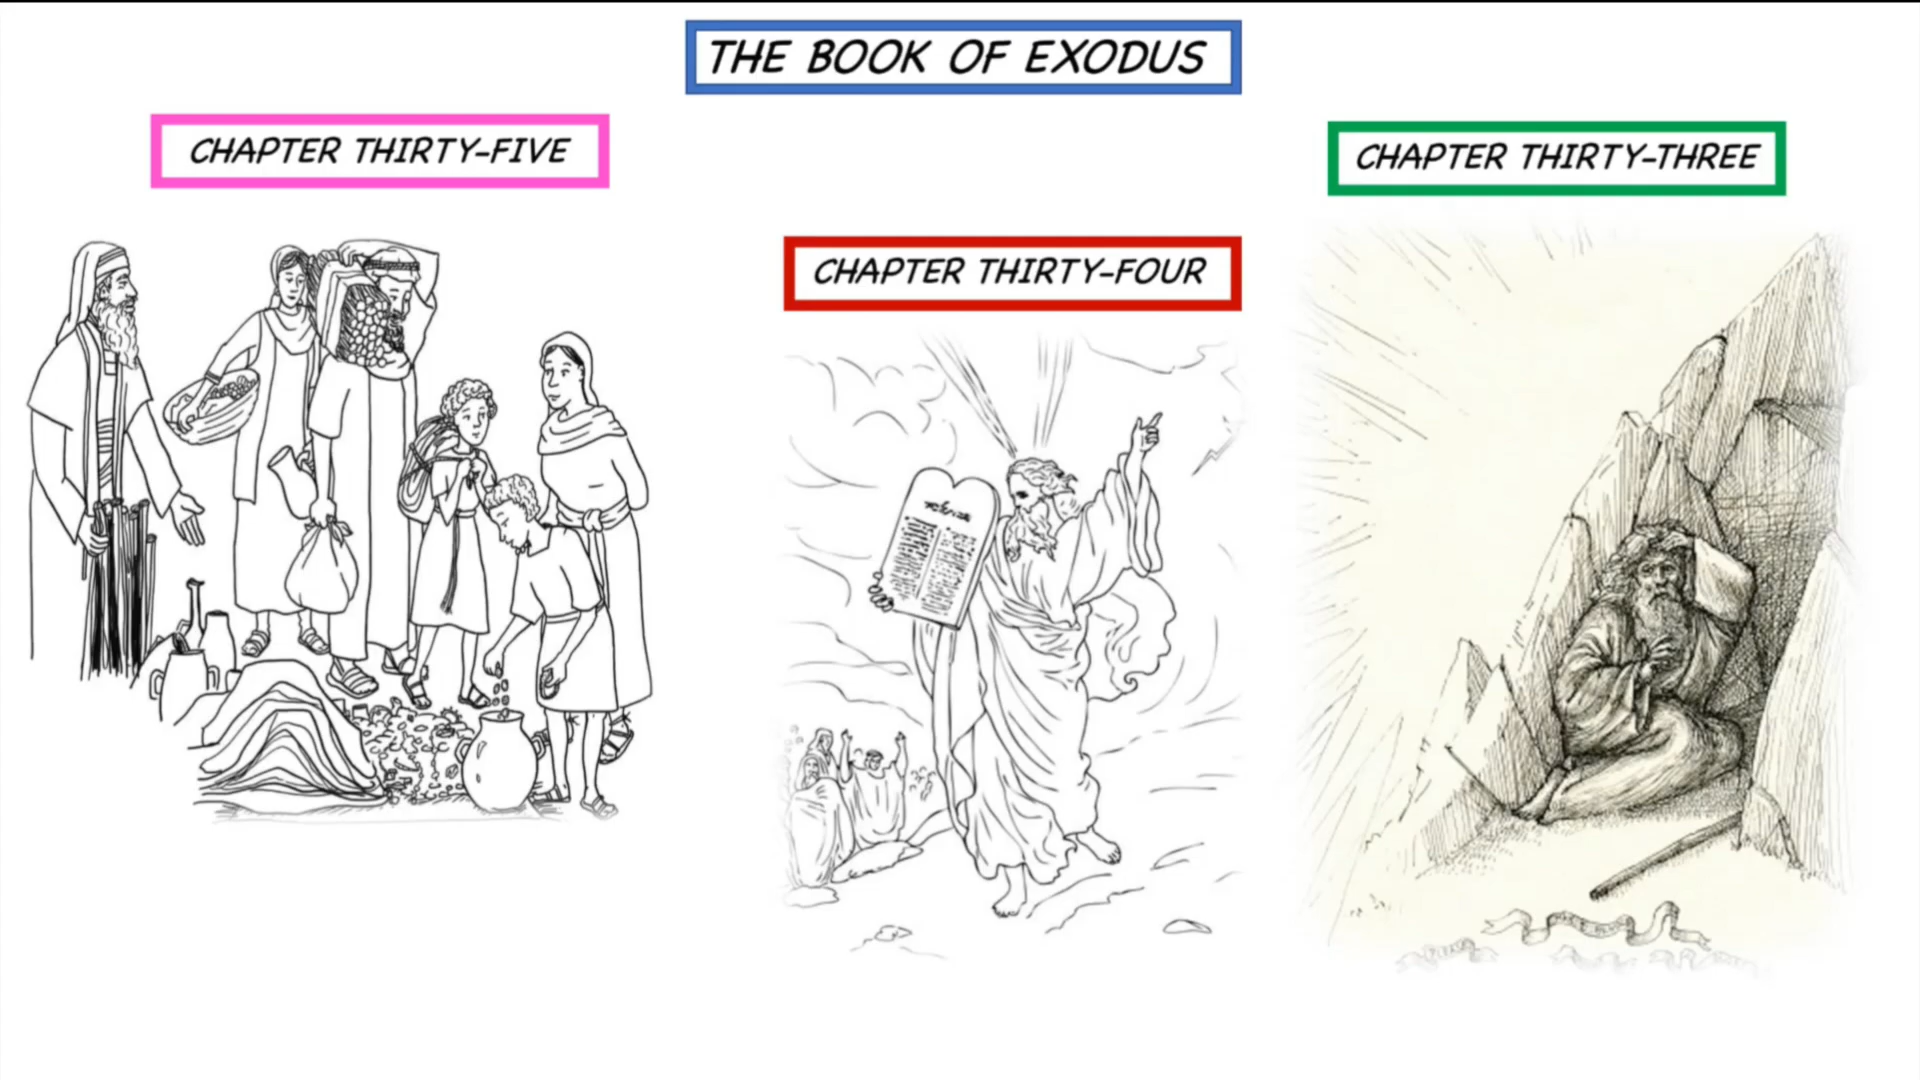 THE BOOK OF EXODUS
CHAPTER THIRTY-FIVE
CHAPTER THIRTY-THREE
CHAPTER THIRTY-FOUR